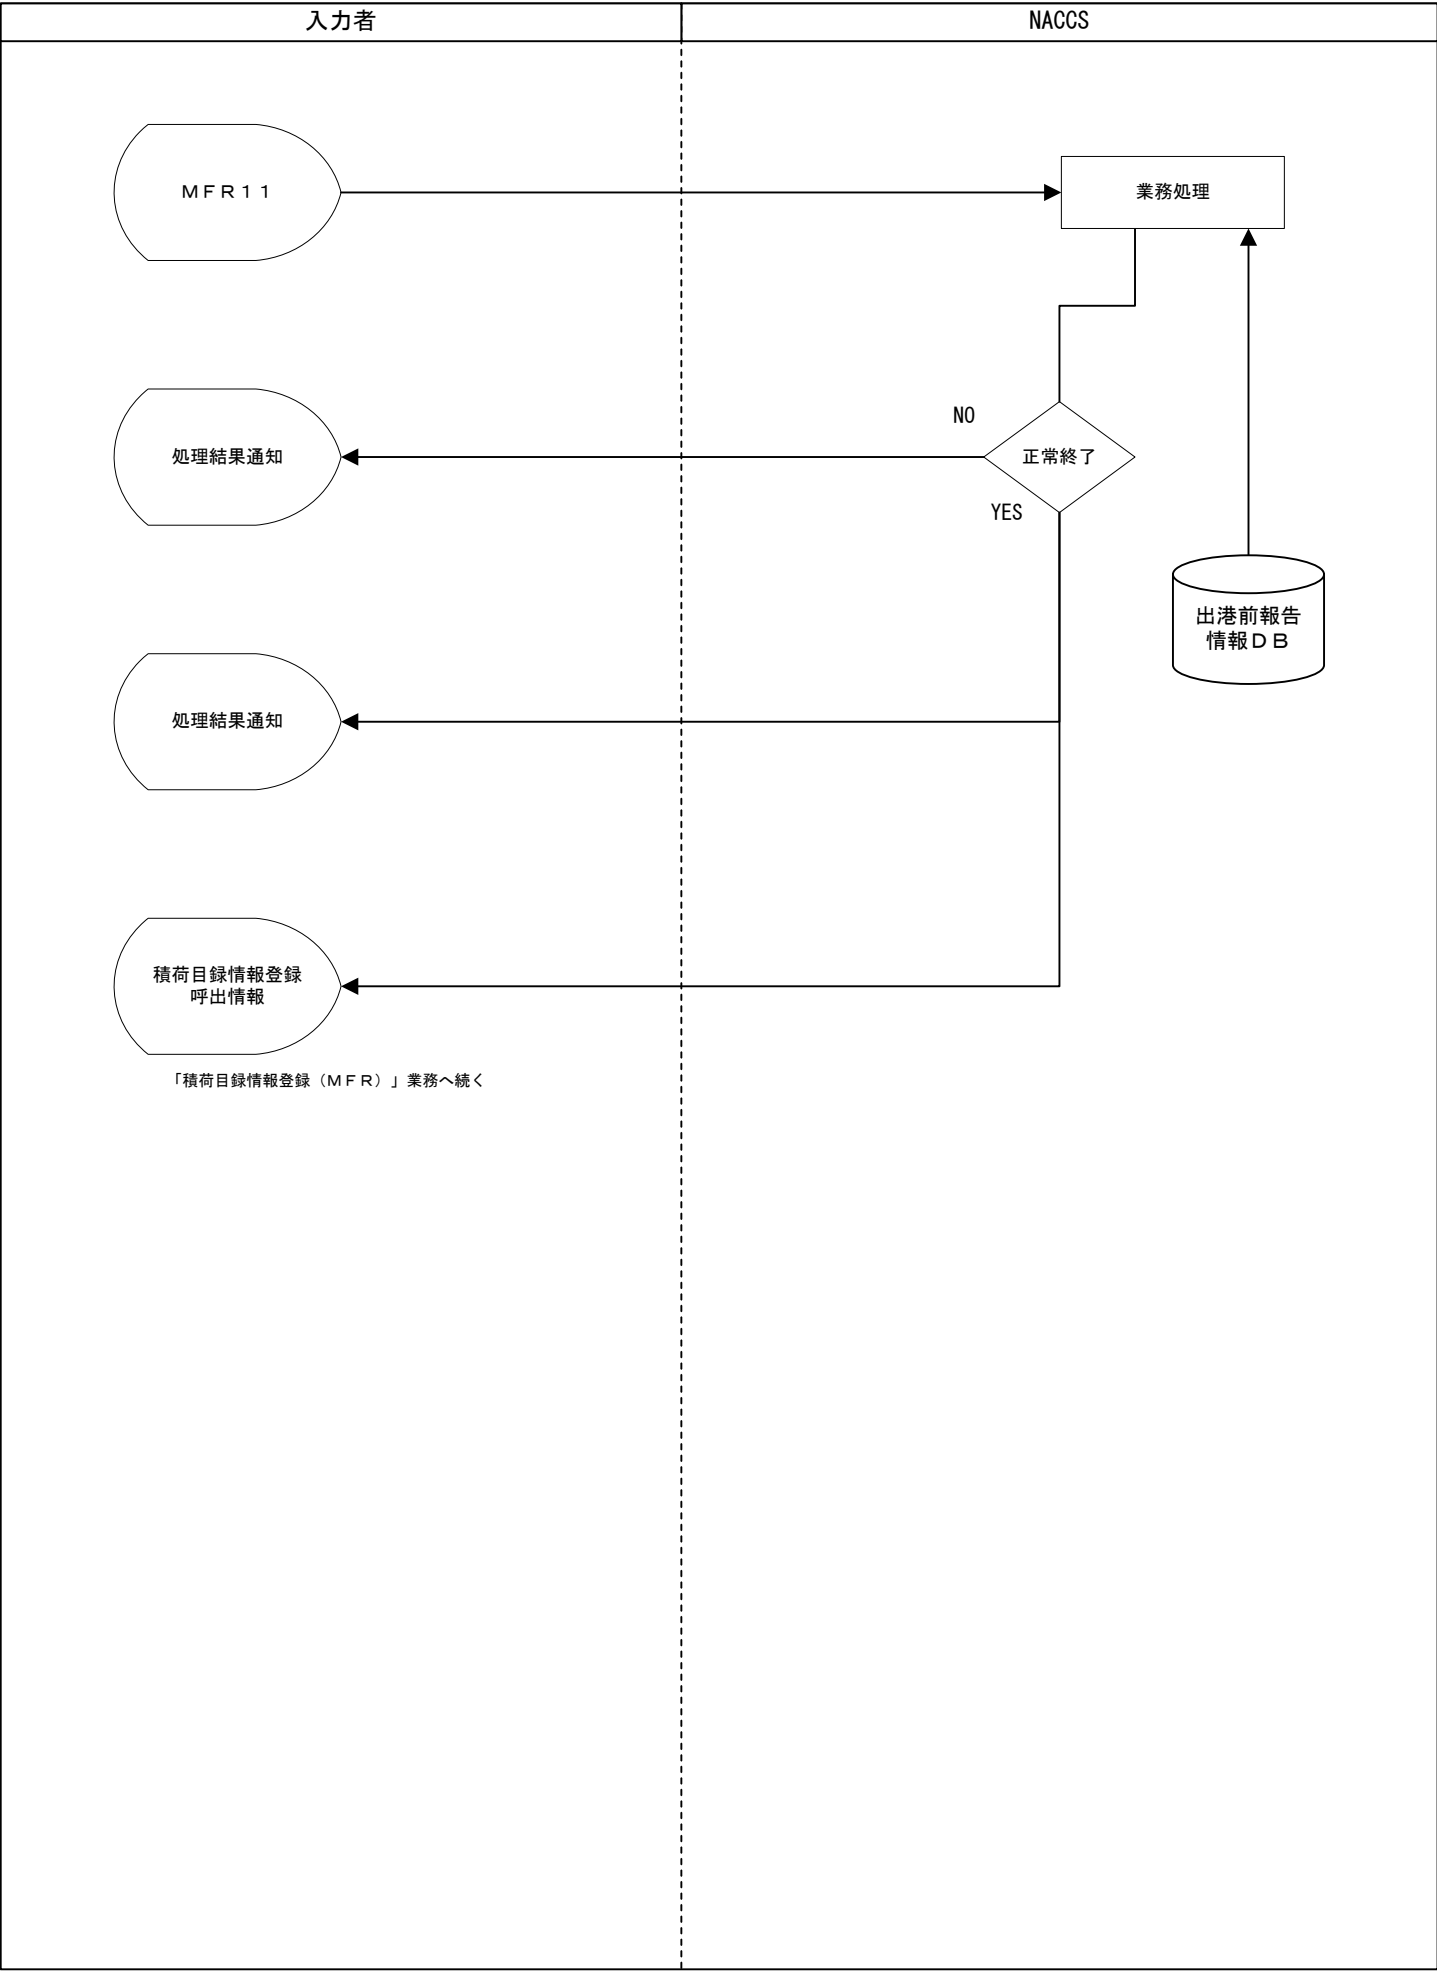 入力者
NACCS
ＭＦＲ１１
業務処理
NO
処理結果通知
正常終了
YES
出港前報告
情報ＤＢ
処理結果通知
積荷目録情報登録
呼出情報
「積荷目録情報登録（ＭＦＲ）」業務へ続く